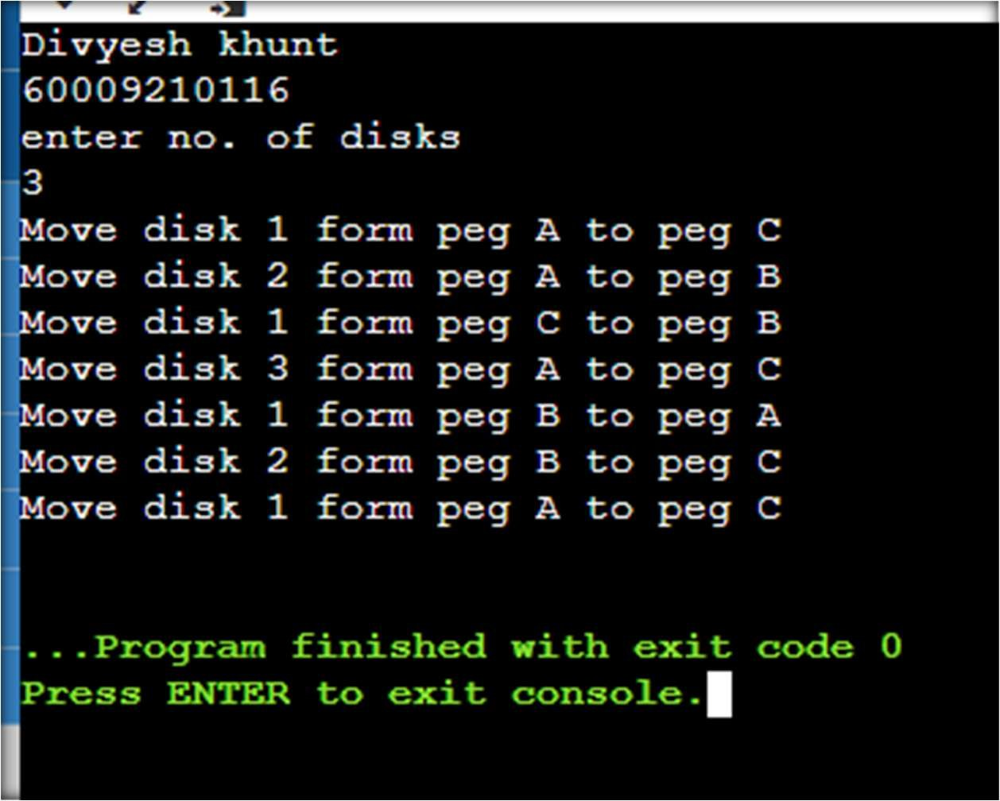 Divyesh khunt
60009210116
enter no. of disks
3
Move disk 1 form peg A to peg C
Move disk 2 form peg A to peg B
Move disk 1 form peg C to peg B
Move disk 3 form peg A to peg C
Move disk 1 form peg B to peg A
Move disk 2 form peg B to peg C
Move disk 1 form peg A to peg C
...Program finished with exit code 0
Press ENTER to exit console.